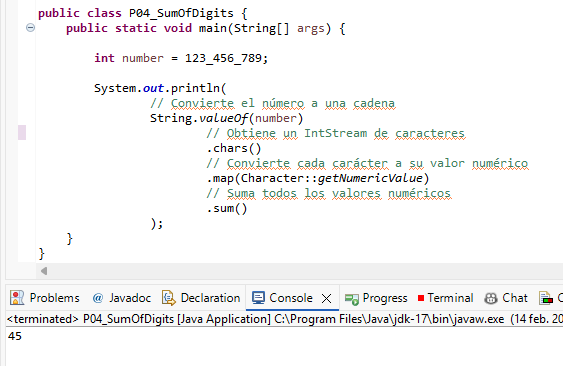 public class P04_SumOfDigits {
public static void main(String[] args) {
int number = 123_456_789;
System.out.println(
// Convierte el número a una cadena
String.valueOf(number)
// Obtiene un IntStream de caracteres
.chars()
// Convierte cada carácter a su valor numérico
.map(Character::getNumericValue)
// Suma todos los valores numéricos
.sum()
);
}
}
Problems @ Javadoc Declaration Console Progress Terminal Chat
<terminated> P04_SumOfDigits [Java Application] C:\Program Files\Java\jdk-17\bin\javaw.exe (14 feb. 20
45